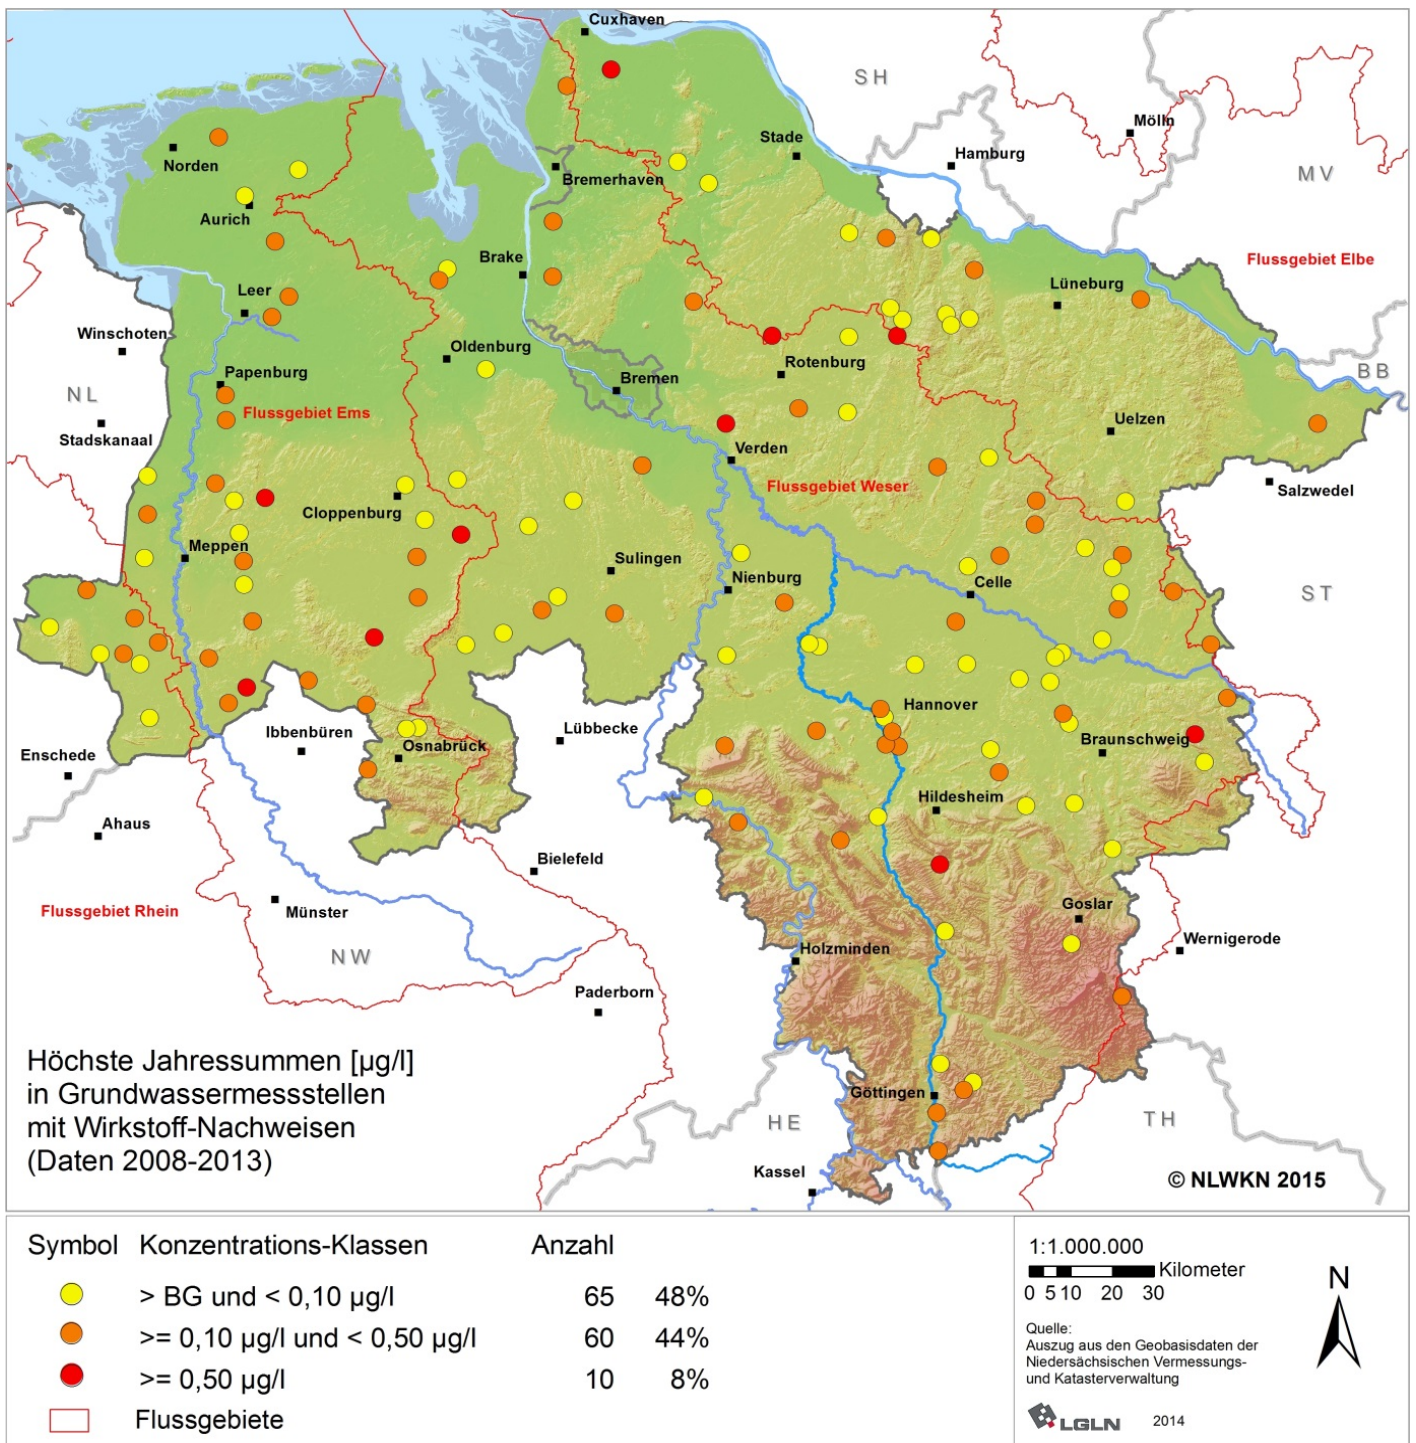 Cuxhaven
SH
Mölln
Stade
Hamburg
Norden
Bremerhaven
MV
Aurich
Brake
Flussgebiet Elbe
Leer
Lüneburg
Winschoten
Oldenburg
Rotenburg
Papenburg
Bremen
BB
NL
Flussgebiet Ems
Stadskanaal
Uelzen
Verden
Flussgebiet Weser
Salzwedel
Cloppenburg
Meppen
Sulingen
Nienburg
Celle
ST
Hannover
Ibbenbüren
Lübbecke
Osnabrück
Braunschweig
Enschede
Hildesheim
Ahaus
Bielefeld
Flussgebiet Rhein
Münster
Goslar
Wernigerode
NW
Holzminden
Paderborn
Höchste Jahressummen [µg/l]
in Grundwassermessstellen
mit Wirkstoff-Nachweisen
(Daten 2008-2013)
Göttingen
HE
TH
Kassel
© NLWKN 2015
Symbol Konzentrations-Klassen Anzahl
> BG und < 0,10 µg/l 65 48%
>= 0,10 µg/l und < 0,50 µg/l 60 44%
>= 0,50 µg/l 10 8%
Flussgebiete
1:1.000.000
Kilometer
0 5 10 20 30
N
Quelle:
Auszug aus den Geobasisdaten der
Niedersächsischen Vermessungs-
und Katasterverwaltung
LGLN 2014